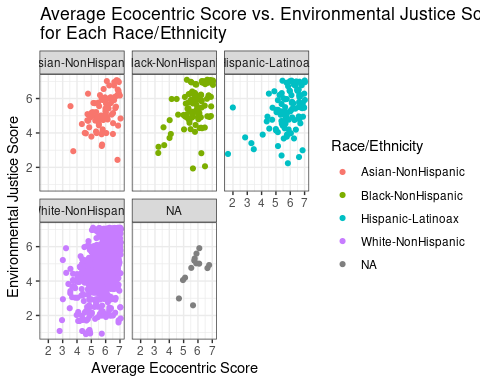 Average Ecocentric Score vs. Environmental Justice Sc
for Each Race/Ethnicity
sian-NonHispani
lack-NonHispani
ispanic-Latinoa
6
4
2
Environmental Justice Score
2 3 4 5 6 7
hite-NonHispan
NA
6
4
2
2 3 4 5 6 7
2 3 4 5 6 7
Average Ecocentric Score
Race/Ethnicity
Asian-NonHispanic
Black-NonHispanic
Hispanic-Latinoax
White-NonHispanic
NA